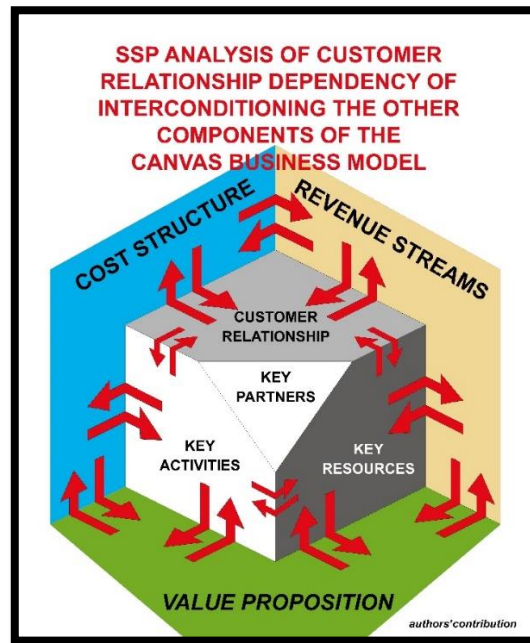 SSP ANALYSIS OF CUSTOMER
RELATIONSHIP DEPENDENCY OF
INTERCONDITIONING THE OTHER
COMPONENTS OF THE
CANVAS BUSINESS MODEL
COST STRUCTURE
REVENUE STREAMS
CUSTOMER
RELATIONSHIP
KEY
PARTNERS
KEY
ACTIVITIES
KEY
RESOURCES
VALUE PROPOSITION
authors'contribution